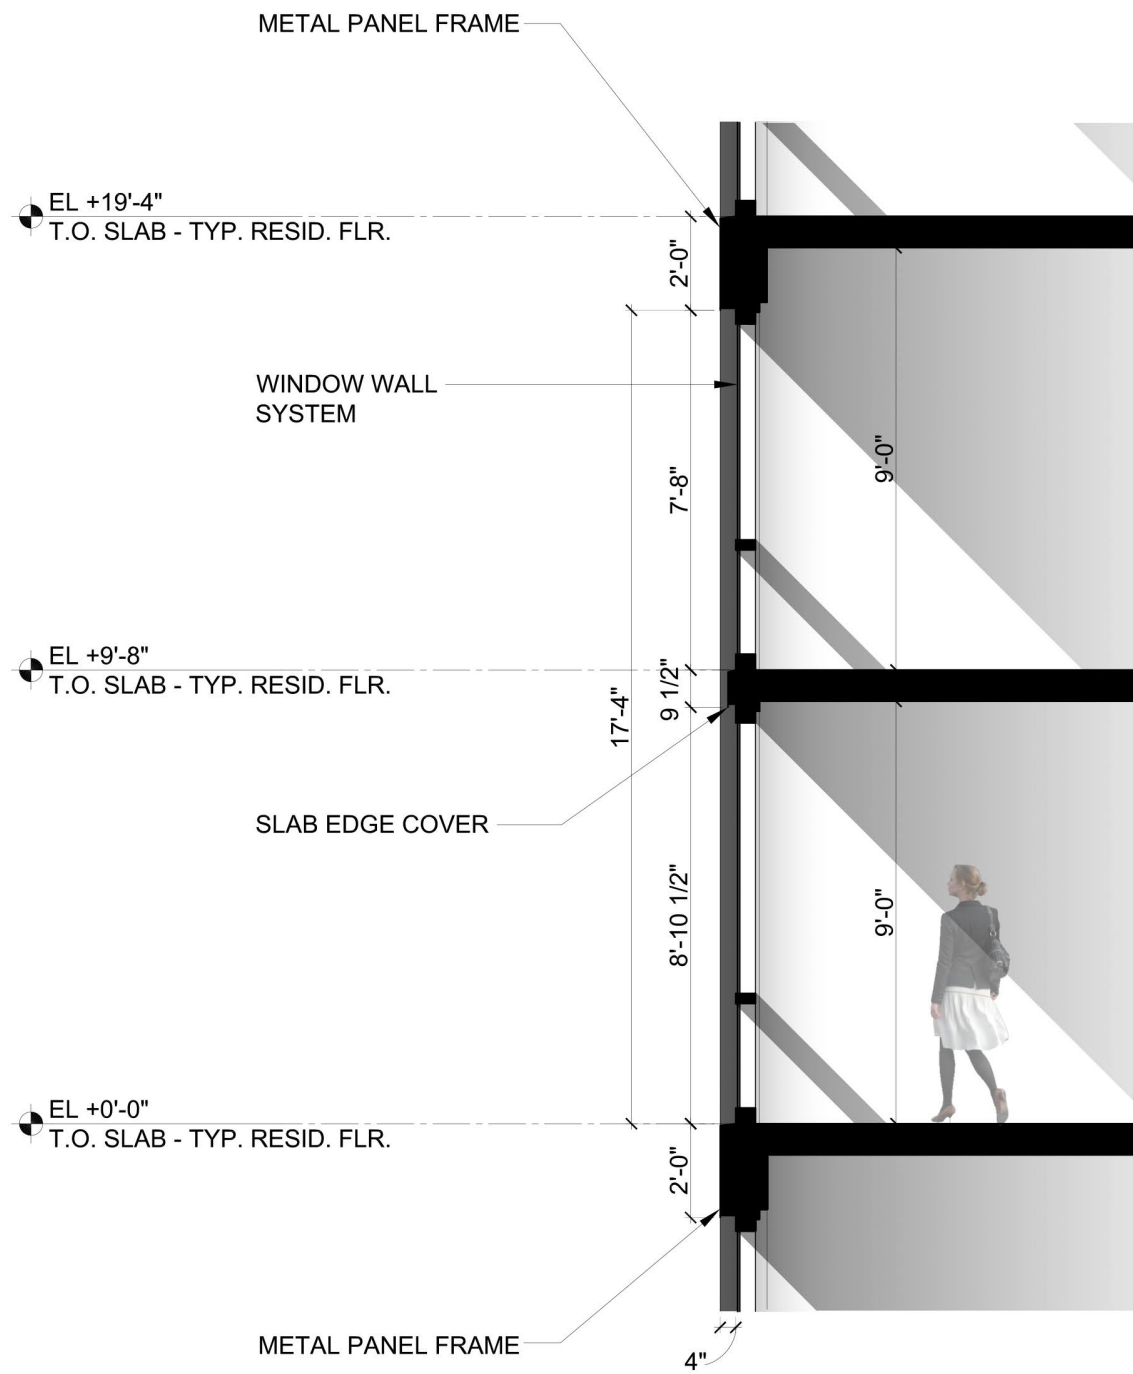 METAL PANEL FRAME
EL +19'-4"
T.O. SLAB - TYP. RESID. FLR.
2'-0"
WINDOW WALL
SYSTEM
7'-8"
9'-0"
EL +9'-8"
T.O. SLAB - TYP. RESID. FLR.
9 1/2"
17'-4"
SLAB EDGE COVER
8'-10 1/2"
9'-0"
EL +0'-0"
T.O. SLAB - TYP. RESID. FLR.
2'-0"
METAL PANEL FRAME
4"